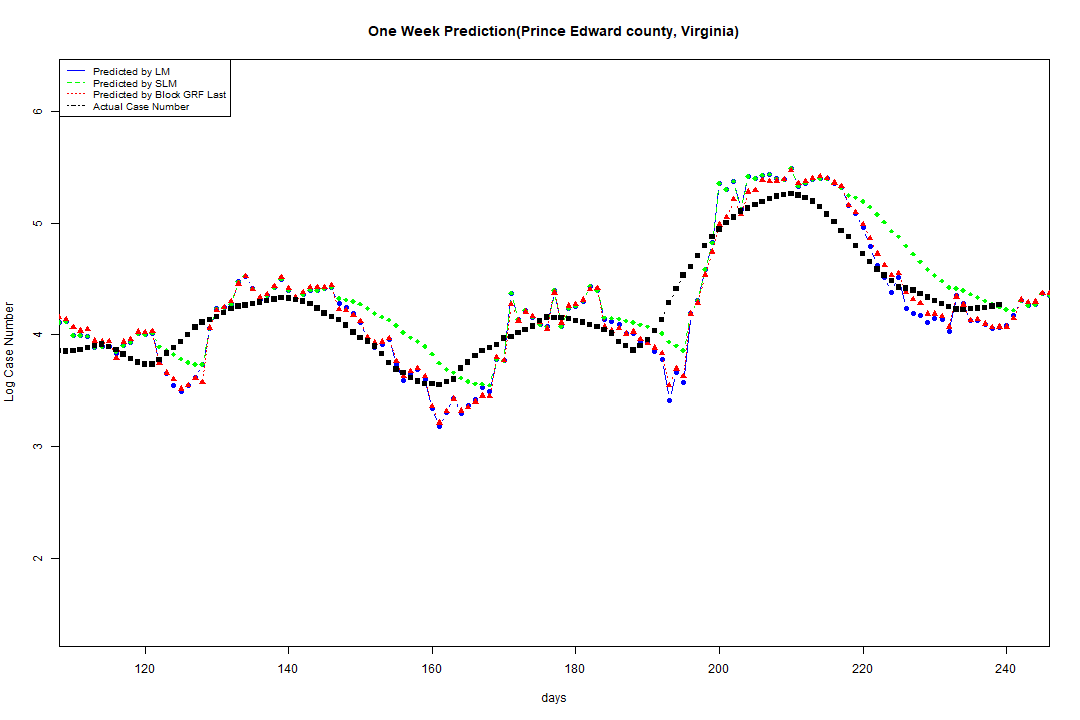 One Week Prediction(Prince Edward county, Virginia)
Predicted by LM
Predicted by SLM
Predicted by Block GRF Last
Actual Case Number
6
5
4
3
2
Log Case Number
120 140 160 180 200 220 240
days